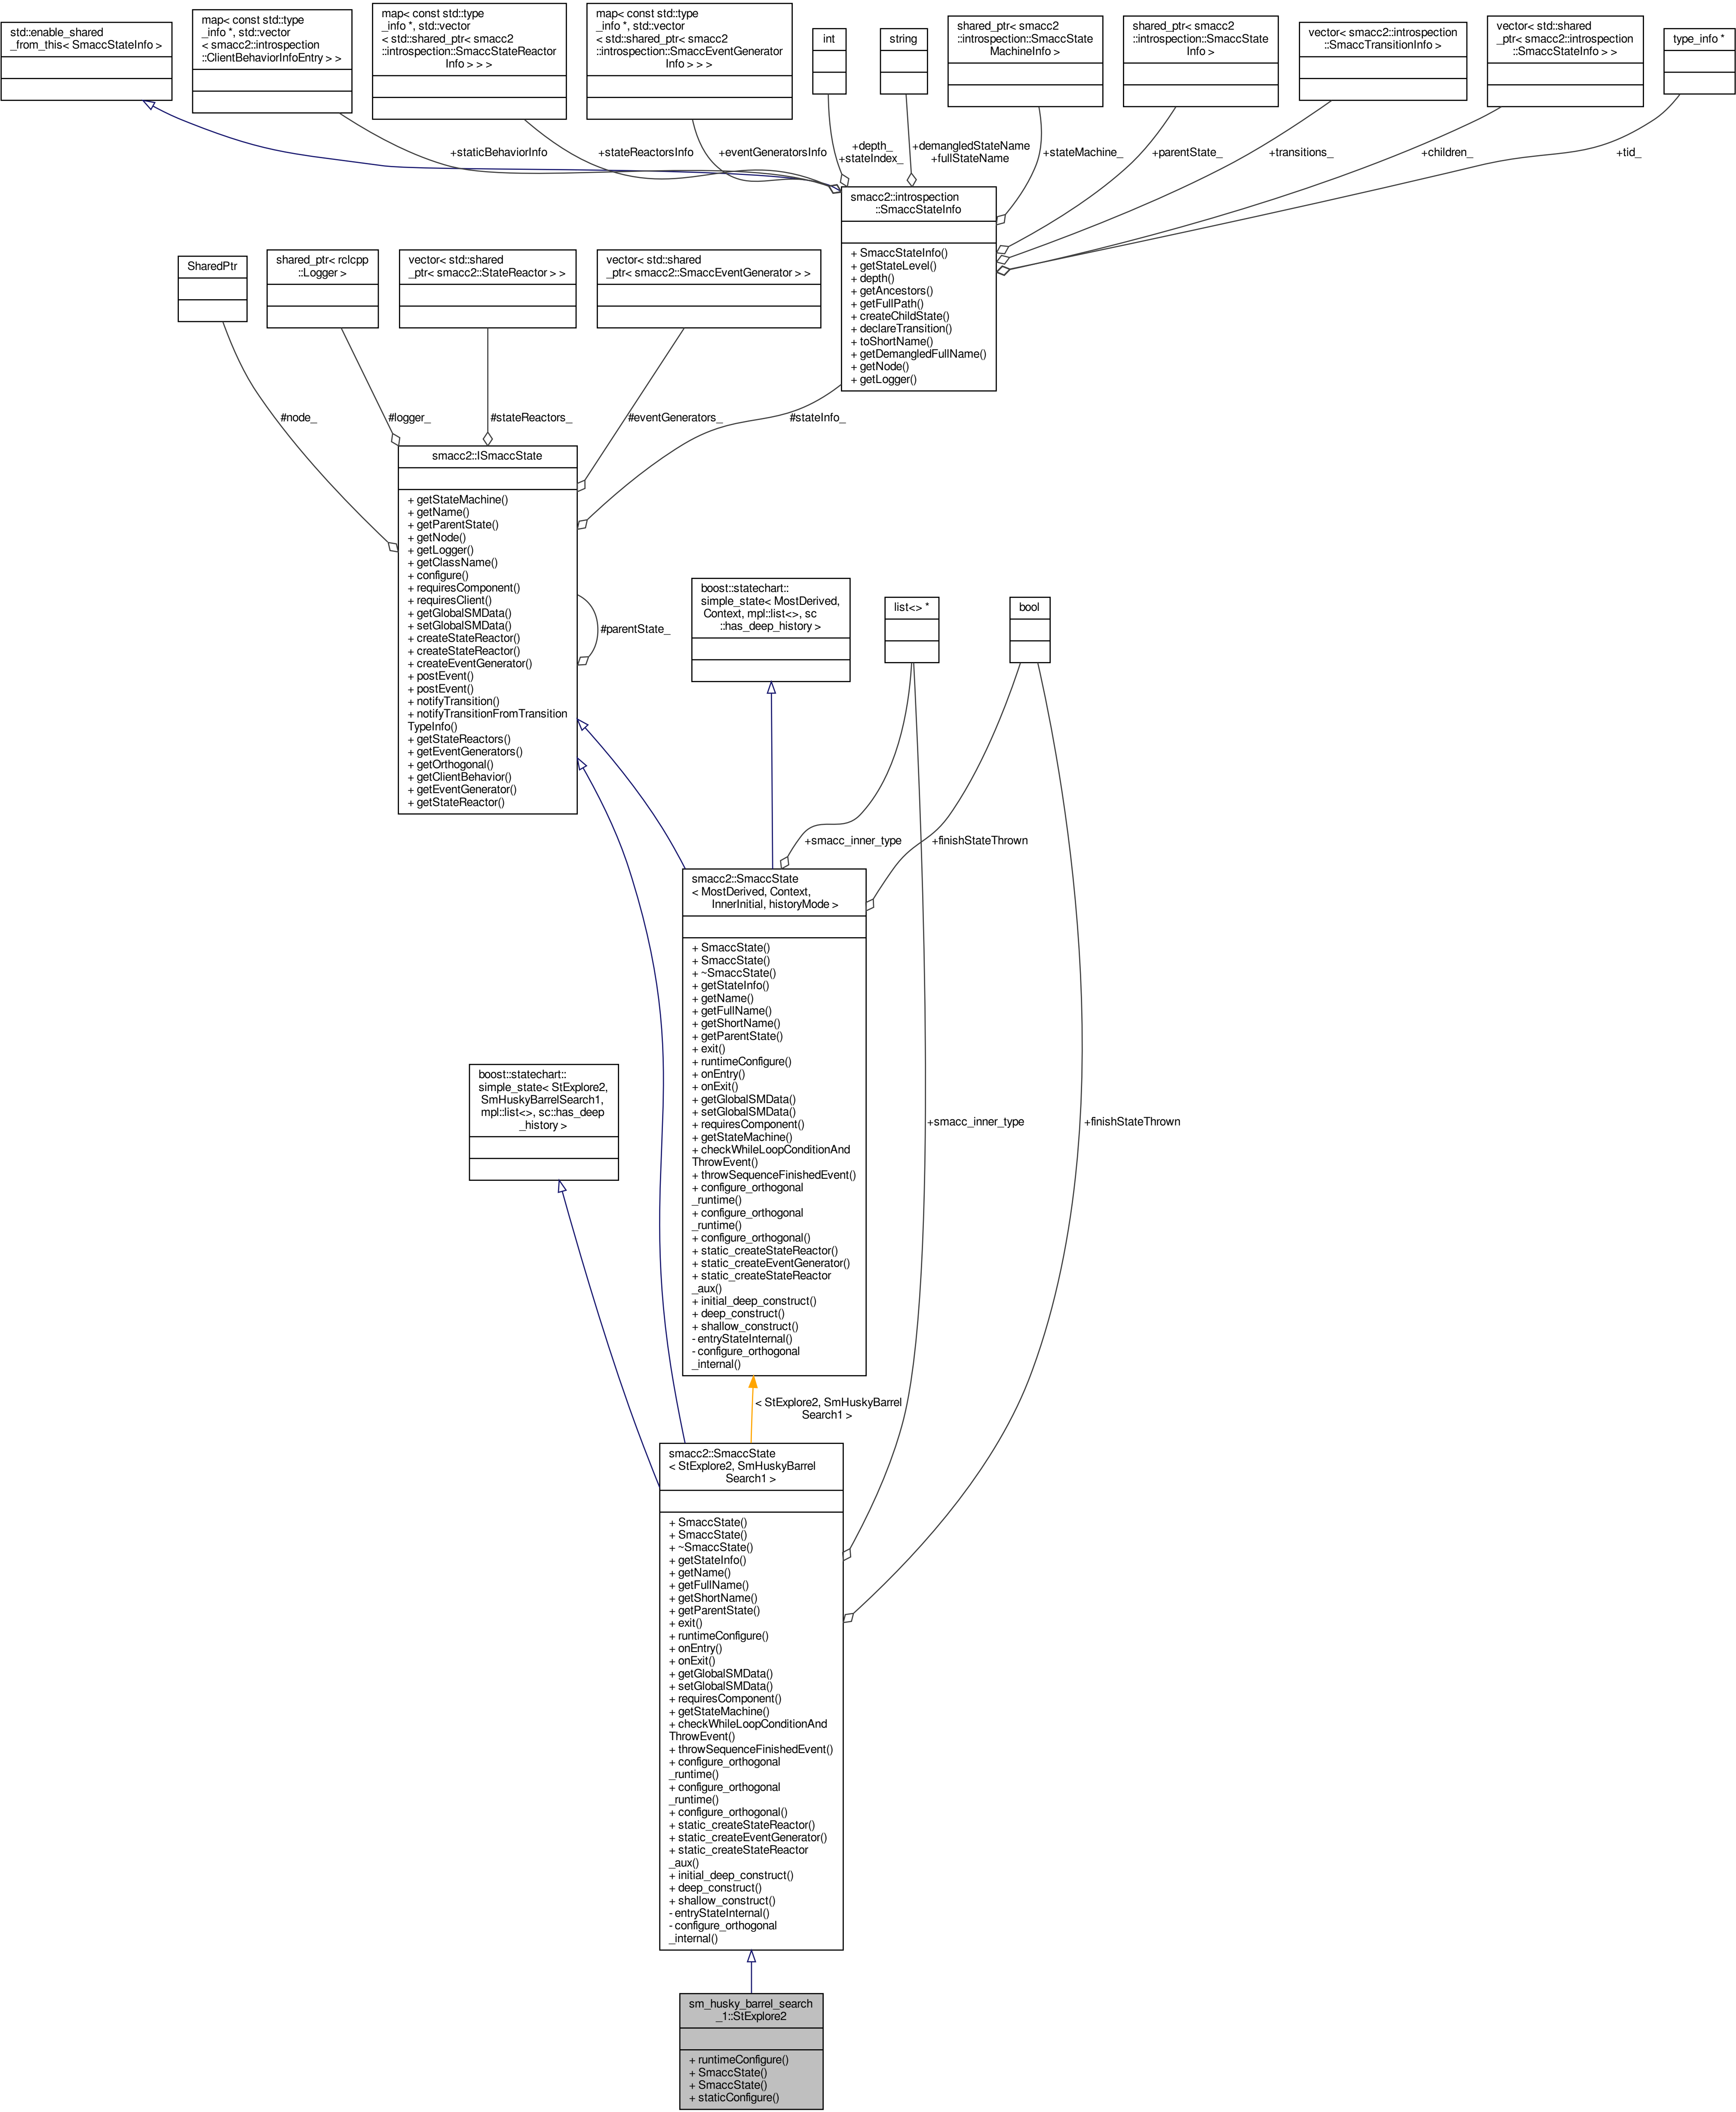 std::enable_shared
_from_this< SmaccStateInfo >
map< const std::type
_info *, std::vector
< smacc2::introspection
::ClientBehaviorInfoEntry > >
map< const std::type
_info *, std::vector
< std::shared_ptr< smacc2
::introspection::SmaccStateReactor
Info > > >
map< const std::type
_info *, std::vector
< std::shared_ptr< smacc2
::introspection::SmaccEventGenerator
Info > > >
int
string
shared_ptr< smacc2
::introspection::SmaccState
MachineInfo >
shared_ptr< smacc2
::introspection::SmaccState
Info >
vector< smacc2::introspection
::SmaccTransitionInfo >
vector< std::shared
_ptr< smacc2::introspection
::SmaccStateInfo > >
type_info *
+staticBehaviorInfo
+stateReactorsInfo
+eventGeneratorsInfo
+depth_
+stateIndex_
+demangledStateName
+fullStateName
+stateMachine_
+parentState_
+transitions_
+children_
+tid_
smacc2::introspection
::SmaccStateInfo
+ SmaccStateInfo()
+ getStateLevel()
+ depth()
+ getAncestors()
+ getFullPath()
+ createChildState()
+ declareTransition()
+ toShortName()
+ getDemangledFullName()
+ getNode()
+ getLogger()
SharedPtr
shared_ptr< rclcpp
::Logger >
vector< std::shared
_ptr< smacc2::StateReactor > >
vector< std::shared
_ptr< smacc2::SmaccEventGenerator > >
#node_
#logger_
#stateReactors_
#eventGenerators_
#stateInfo_
smacc2::ISmaccState
+ getStateMachine()
+ getName()
+ getParentState()
+ getNode()
+ getLogger()
+ getClassName()
+ configure()
+ requiresComponent()
+ requiresClient()
+ getGlobalSMData()
+ setGlobalSMData()
+ createStateReactor()
+ createStateReactor()
+ createEventGenerator()
+ postEvent()
+ postEvent()
+ notifyTransition()
+ notifyTransitionFromTransition
TypeInfo()
+ getStateReactors()
+ getEventGenerators()
+ getOrthogonal()
+ getClientBehavior()
+ getEventGenerator()
+ getStateReactor()
#parentState_
boost::statechart::
simple_state< MostDerived,
Context, mpl::list<>, sc
::has_deep_history >
list<> *
bool
+smacc_inner_type
+finishStateThrown
smacc2::SmaccState
< MostDerived, Context,
InnerInitial, historyMode >
+ SmaccState()
+ SmaccState()
+ ~SmaccState()
+ getStateInfo()
+ getName()
+ getFullName()
+ getShortName()
+ getParentState()
+ exit()
+ runtimeConfigure()
+ onEntry()
+ onExit()
+ getGlobalSMData()
+ setGlobalSMData()
+ requiresComponent()
+ getStateMachine()
+ checkWhileLoopConditionAnd
ThrowEvent()
+ throwSequenceFinishedEvent()
+ configure_orthogonal
_runtime()
+ configure_orthogonal
_runtime()
+ configure_orthogonal()
+ static_createStateReactor()
+ static_createEventGenerator()
+ static_createStateReactor
_aux()
+ initial_deep_construct()
+ deep_construct()
+ shallow_construct()
- entryStateInternal()
- configure_orthogonal
_internal()
boost::statechart::
simple_state< StExplore2,
SmHuskyBarrelSearch1,
mpl::list<>, sc::has_deep
_history >
+smacc_inner_type
+finishStateThrown
< StExplore2, SmHuskyBarrel
Search1 >
smacc2::SmaccState
< StExplore2, SmHuskyBarrel
Search1 >
+ SmaccState()
+ SmaccState()
+ ~SmaccState()
+ getStateInfo()
+ getName()
+ getFullName()
+ getShortName()
+ getParentState()
+ exit()
+ runtimeConfigure()
+ onEntry()
+ onExit()
+ getGlobalSMData()
+ setGlobalSMData()
+ requiresComponent()
+ getStateMachine()
+ checkWhileLoopConditionAnd
ThrowEvent()
+ throwSequenceFinishedEvent()
+ configure_orthogonal
_runtime()
+ configure_orthogonal
_runtime()
+ configure_orthogonal()
+ static_createStateReactor()
+ static_createEventGenerator()
+ static_createStateReactor
_aux()
+ initial_deep_construct()
+ deep_construct()
+ shallow_construct()
- entryStateInternal()
- configure_orthogonal
_internal()
sm_husky_barrel_search
_1::StExplore2
+ runtimeConfigure()
+ SmaccState()
+ SmaccState()
+ staticConfigure()